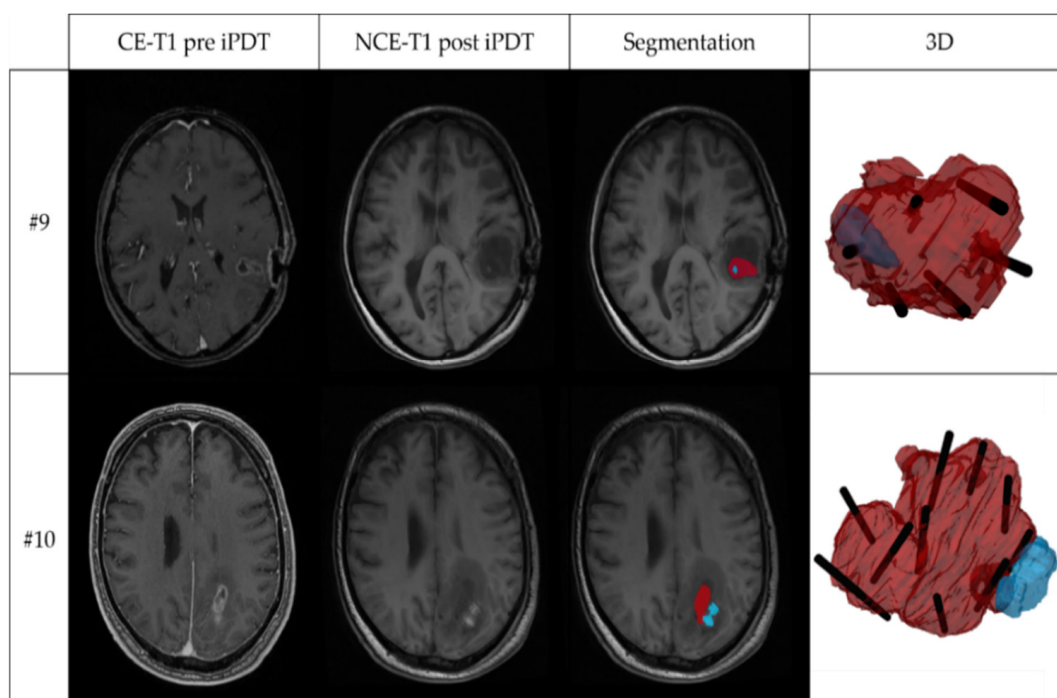 CE-T1 pre iPDT
NCE-T1 post iPDT
Segmentation
3D
#9
#10